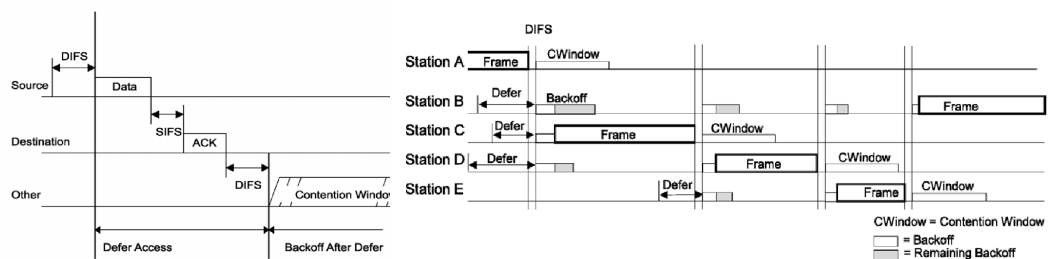 DIFS
Source
Data
SIFS
Destination
ACK
DIFS
Other
Contention Windo
Defer Access
Backoff After Defer
DIFS
Station A
Frame
CWindow
Station B
Defer
Backoff
Frame
Station C
Defer
Frame
CWindow
Station D
Defer
Frame
CWindow
Station E
Defer
Frame
CWindow
CWindow = Contention Window
= Backoff
= Remaining Backoff